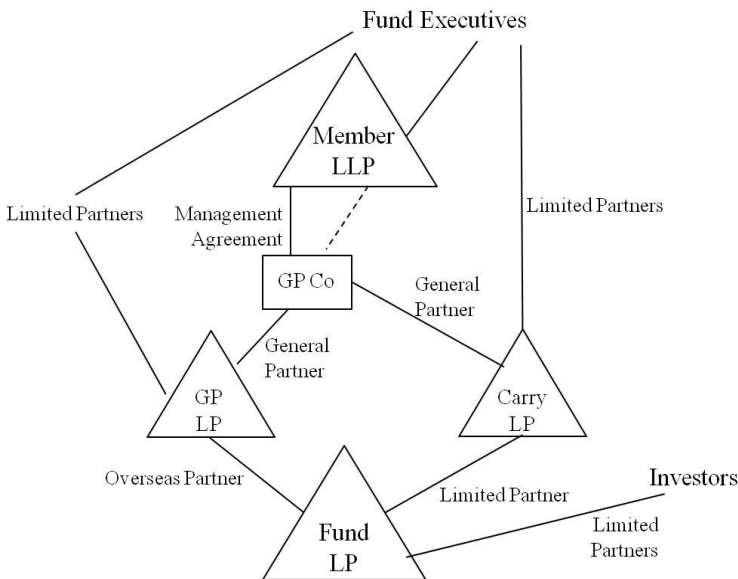 Fund Executives
Member
LLP
Limited Partners
Management
Agreement
Limited Partners
GP Co
General
Partner
General
Partner
GP
LP
Carry
LP
Overseas Partner
Limited Partner
Investors
Fund
LP
Limited
Partners